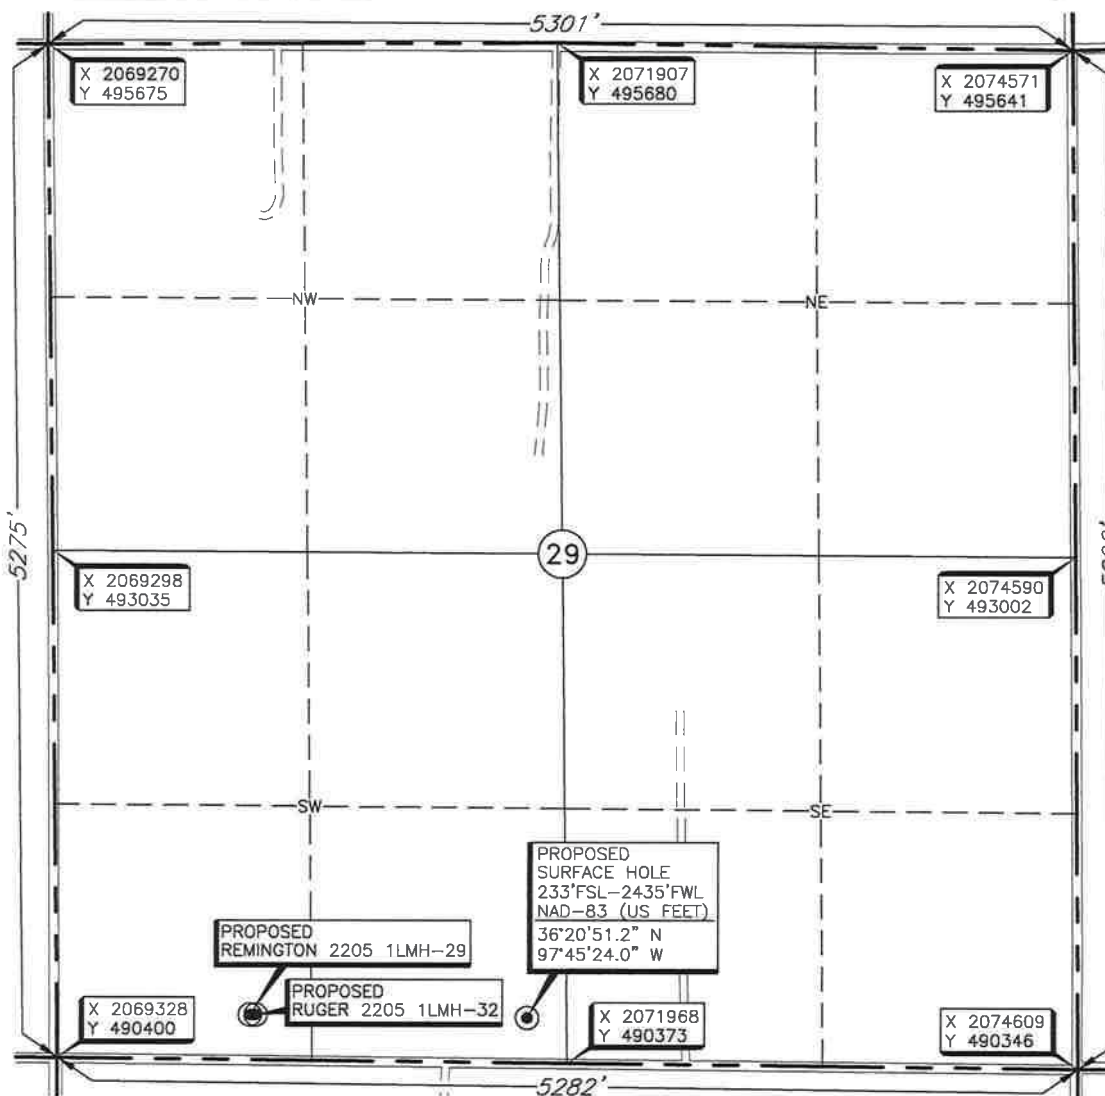 5301'
X 2069270
Y 495675
X 2071907
Y 495680
X 2074571
Y 495641
NW
NE
5275'
29
X 2069298
Y 493035
X 2074590
Y 493002
SW
SE
PROPOSED
SURFACE HOLE
233'FSL-2435'FWL
NAD-83 (US FEET)
36°20'51.2" N
97°45'24.0" W
PROPOSED
REMINGTON 2205 1LMH-29
PROPOSED
RUGER 2205 1LMH-32
X 2069328
Y 490400
X 2071968
Y 490373
X 2074609
Y 490346
5282'